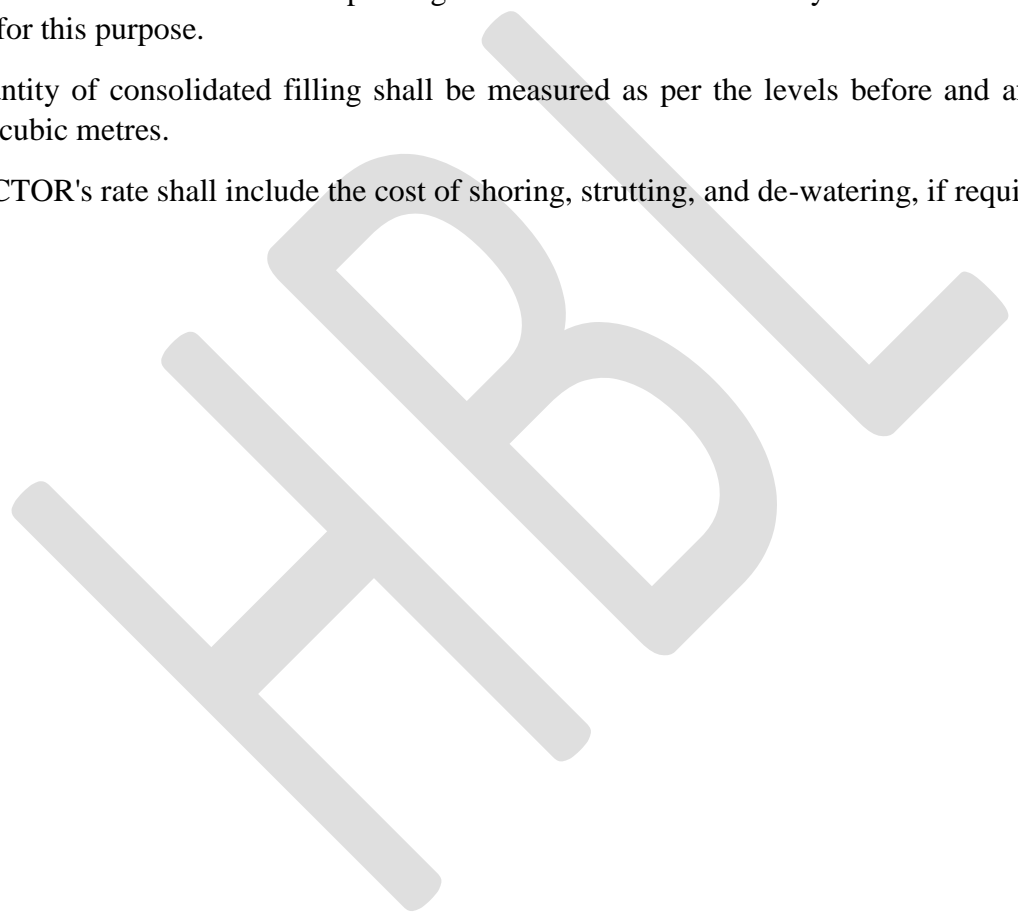 for this purpose.
ntity of consolidated filling shall be measured as per the levels before and a
cubic metres.
CTOR's rate shall include the cost of shoring, strutting, and de-watering, if requi
HBL